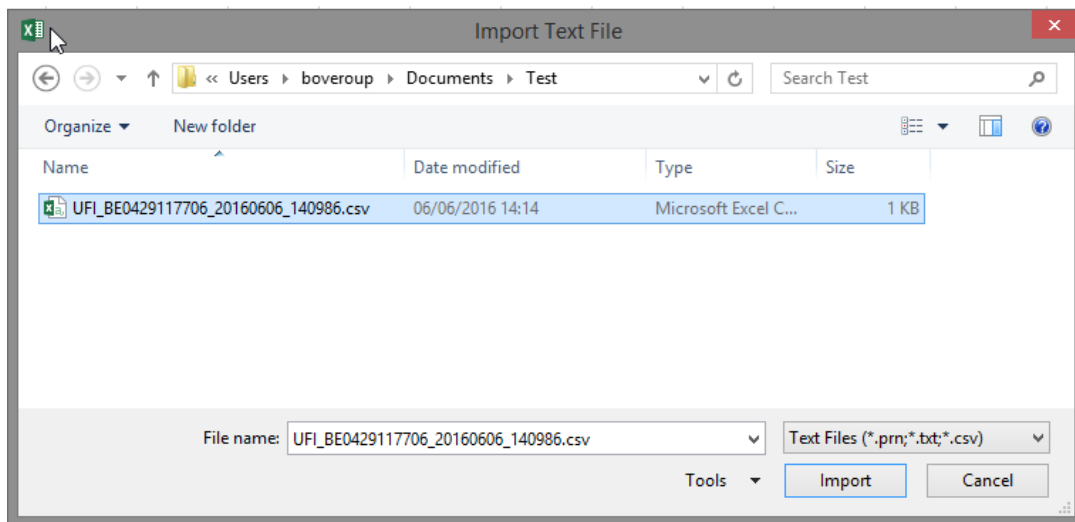 Import Text File
« Users Documents boveroup Test Search Test
Organize New folder
Name Date modified Type Size
UFI_BE0429117706_20160606_140986.csv 06/06/2016 14:14 Microsoft Excel C... 1 KB
File name: UFI_BE0429117706_20160606_140986.csv Text Files (*.prn;*.txt;*.csv)
Tools Import Cancel